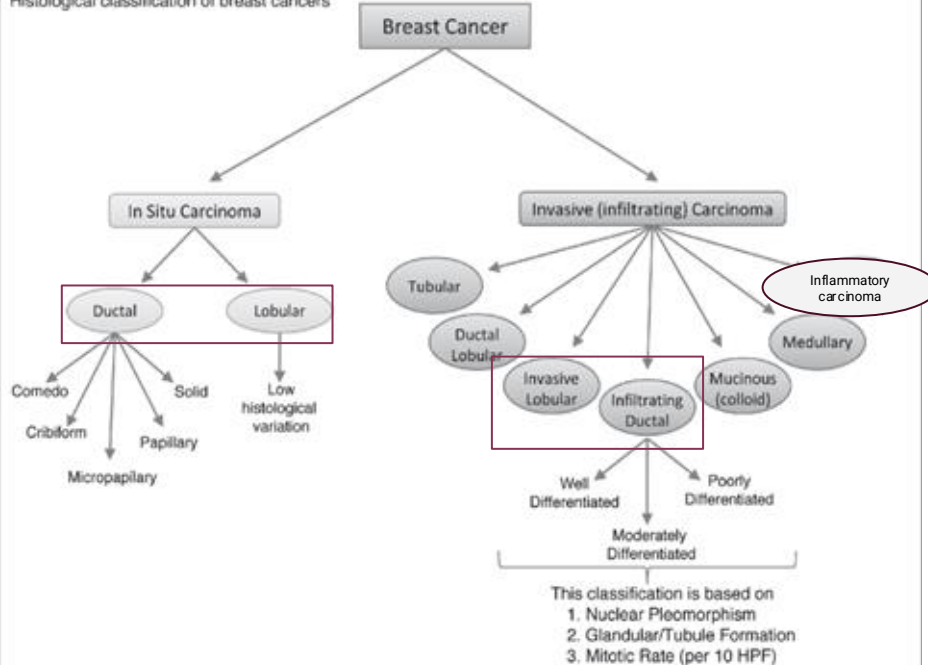 Histological classification of breast cancers
Breast Cancer
In Situ Carcinoma
Invasive (infiltrating) Carcinoma
Ductal
Lobular
Comedo
Cribiform
Micropapilary
Papillary
Solid
Low
histological
variation
Tubular
Ductal
Lobular
Invasive
Lobular
Infiltrating
Ductal
Mucinous
(colloid)
Medullary
Inflammatory
carcinoma
Well
Differentiated
Moderately
Differentiated
Poorly
Differentiated
This classification is based on
1. Nuclear Pleomorphism
2. Glandular/Tubule Formation
3. Mitotic Rate (per 10 HPF)